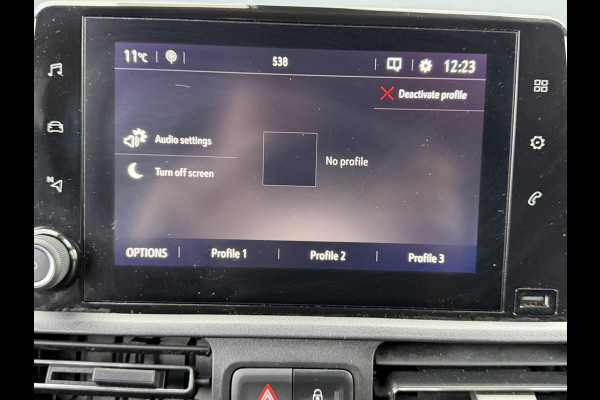 11°C 538 12:23
Deactivate profile
Audio settings
No profile
Turn off screen
OPTIONS Profile 1 Profile 2 Profile 3
N